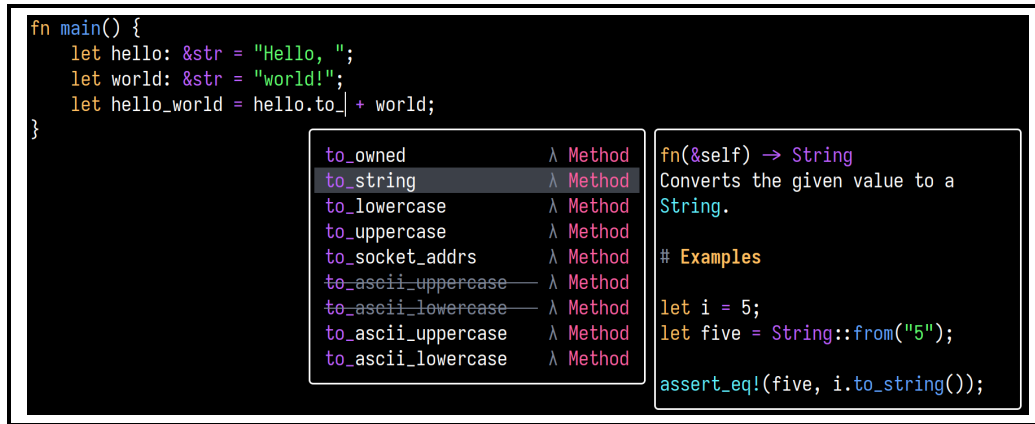 fn main() {
let hello: &str = "Hello, ";
let world: &str = "world!";
let hello_world = hello.to_ + world;
}
to_owned λ Method
to_string λ Method
to_lowercase λ Method
to_uppercase λ Method
to_socket_addrs λ Method
to_ascii_uppercase λ Method
to_ascii_lowercase λ Method
to_ascii_uppercase λ Method
to_ascii_lowercase λ Method
fn(&self) → String
Converts the given value to a
String.
# Examples
let i = 5;
let five = String::from("5");
assert_eq!(five, i.to_string());